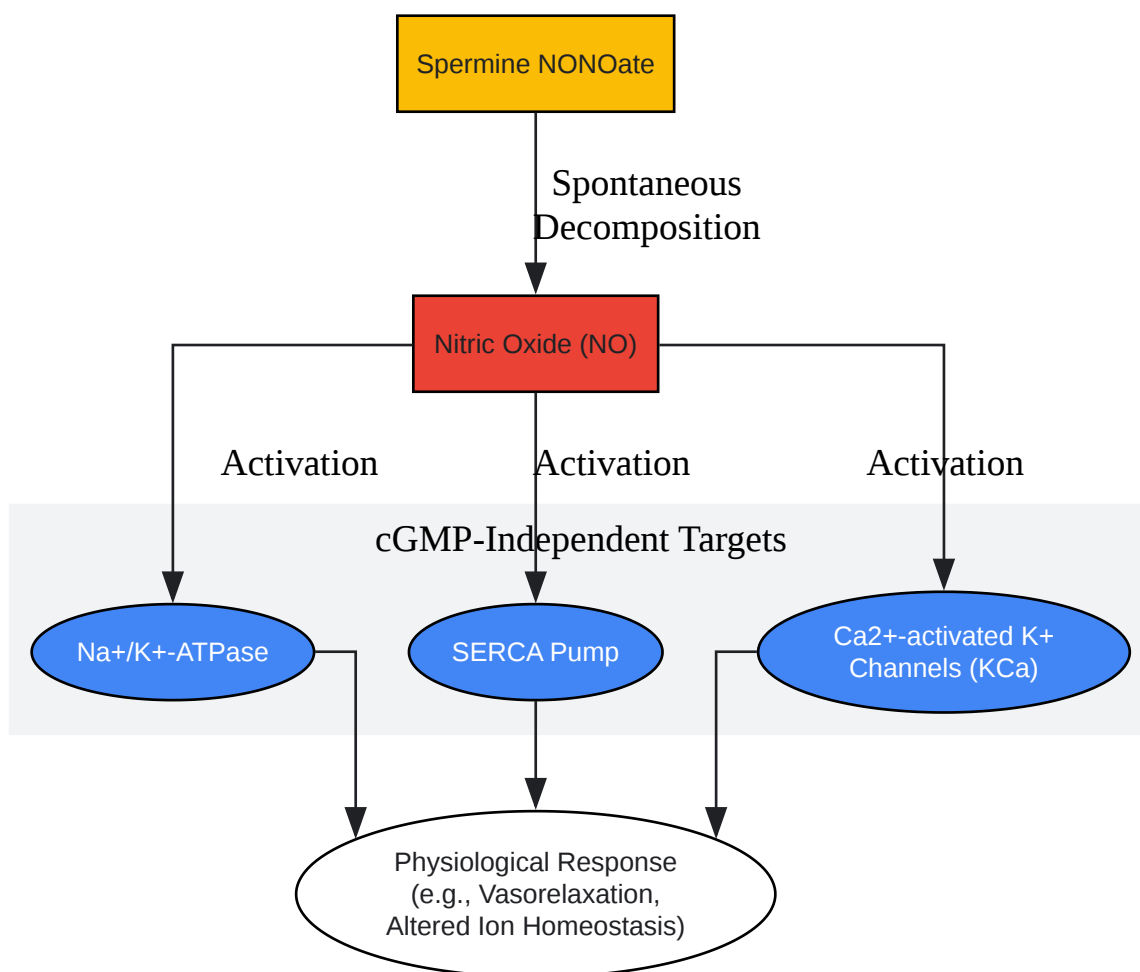 Spermine NONOate
Spontaneous
Decomposition
Nitric Oxide (NO)
Activation
Activation
Activation
cGMP-Independent Targets
Na+/K+-ATPase
SERCA Pump
Ca2+-activated K+
Channels (KCa)
Physiological Response
(e.g., Vasorelaxation,
Altered Ion Homeostasis)